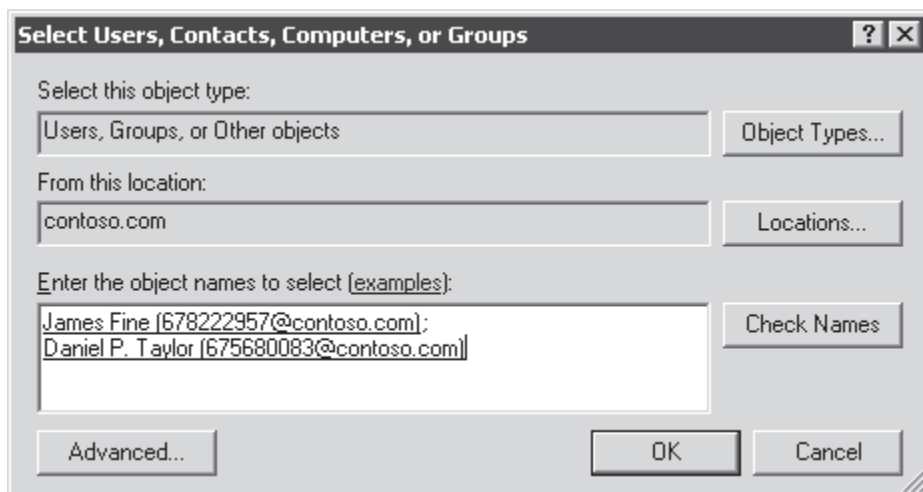 Select Users, Contacts, Computers, or Groups
Select this object type:
Users, Groups, or Other objects
Object Types...
From this location:
contoso.com
Locations...
Enter the object names to select (examples):
James Fine (678222957@contoso.com);
Daniel P. Taylor (675680083@contoso.com)
Check Names
Advanced...
OK
Cancel